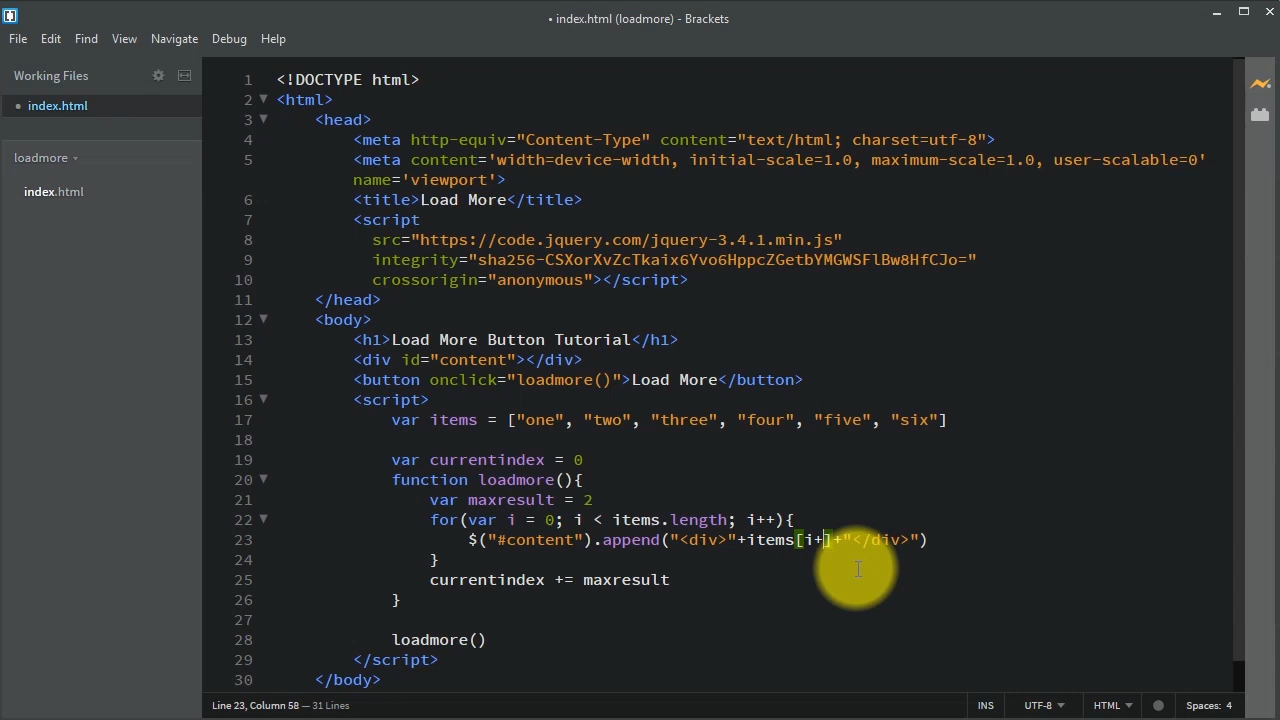 • index.html (loadmore) - Brackets
File Edit Find View Navigate Debug Help
Working Files
• index.html
loadmore
index.html
1 <!DOCTYPE html>
2 <html>
3 <head>
4 <meta http-equiv="Content-Type" content="text/html; charset=utf-8">
5 <meta content='width=device-width, initial-scale=1.0, maximum-scale=1.0, user-scalable=0'
name='viewport'>
6 <title>Load More</title>
7 <script
8 src="https://code.jquery.com/jquery-3.4.1.min.js"
9 integrity="sha256-CSXorXvZcTkaix6Yvo6HppcZGetbYMGWSFlBw8HfCJo="
10 crossorigin="anonymous"></script>
11 </head>
12 <body>
13 <h1>Load More Button Tutorial</h1>
14 <div id="content"></div>
15 <button onclick="loadmore()">Load More</button>
16 <script>
17 var items = ["one", "two", "three", "four", "five", "six"]
18
19 var currentindex = 0
20 function loadmore(){
21 var maxresult = 2
22 for(var i = 0; i < items.length; i++){
23 $("#content").append("<div>"+items[i+]+"</div>")
24 }
25 currentindex += maxresult
26 }
27
28 loadmore()
29 </script>
30 </body>
Line 23, Column 58 — 31 Lines
INS UTF-8 HTML Spaces: 4